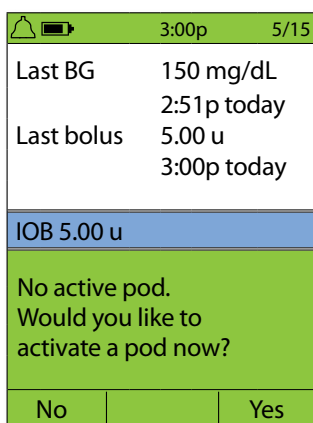 3:00p 5/15
Last BG 150 mg/dL
2:51p today
Last bolus 5.00 u
3:00p today
IOB 5.00 u
No active pod.
Would you like to
activate a pod now?
No Yes